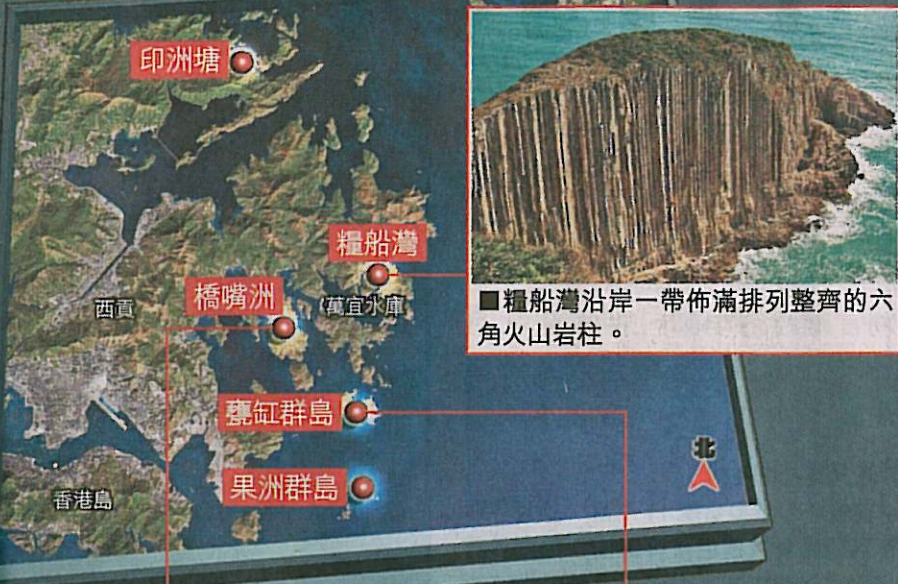 印洲塘
糧船灣
橋嘴洲
西貢
萬宜水庫
■糧船灣沿岸一帶佈滿排列整齊的六
角火山岩柱。
甕缸群島
北
果洲群島
香港島